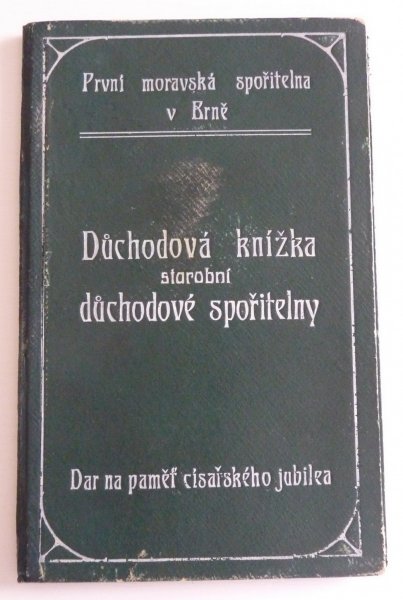 První moravská spořitelna
v Brně
Důchodová knížka
starobní
důchodové spořitelny
Dar na paměť císařského jubilea